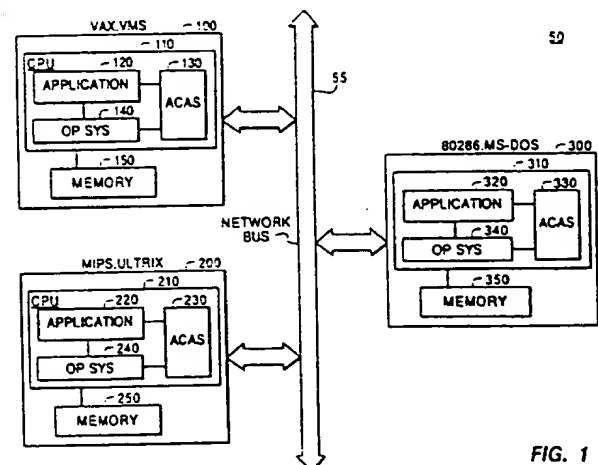 VAX.VMS 100
110
CPU
120 130
APPLICATION
ACAS
140
OP SYS
150
MEMORY
50
55
80286.MS-DOS 300
310
320 330
APPLICATION
ACAS
340
OP SYS
350
MEMORY
NETWORK
BUS
MIPS.ULTRIX 200
210
CPU
220 230
APPLICATION
ACAS
240
OP SYS
250
MEMORY
FIG. 1